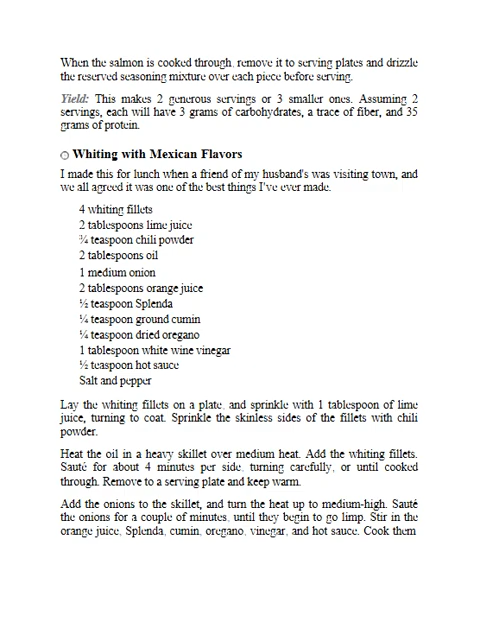 When the salmon is cooked through, remove it to serving plates and drizzle
the reserved seasoning mixture over each piece before serving.
Yield: This makes 2 generous servings or 3 smaller ones. Assuming 2
servings, each will have 3 grams of carbohydrates, a trace of fiber, and 35
grams of protein.
Whiting with Mexican Flavors
I made this for lunch when a friend of my husband's was visiting town, and
we all agreed it was one of the best things I've ever made.
4 whiting fillets
2 tablespoons lime juice
¾ teaspoon chili powder
2 tablespoons oil
1 medium onion
2 tablespoons orange juice
½ teaspoon Splenda
¼ teaspoon ground cumin
¼ teaspoon dried oregano
1 tablespoon white wine vinegar
½ teaspoon hot sauce
Salt and pepper
Lay the whiting fillets on a plate, and sprinkle with 1 tablespoon of lime
juice, turning to coat. Sprinkle the skinless sides of the fillets with chili
powder.
Heat the oil in a heavy skillet over medium heat. Add the whiting fillets.
Sauté for about 4 minutes per side, turning carefully, or until cooked
through. Remove to a serving plate and keep warm.
Add the onions to the skillet, and turn the heat up to medium-high. Sauté
the onions for a couple of minutes, until they begin to go limp. Stir in the
orange juice, Splenda, cumin, oregano, vinegar, and hot sauce. Cook them